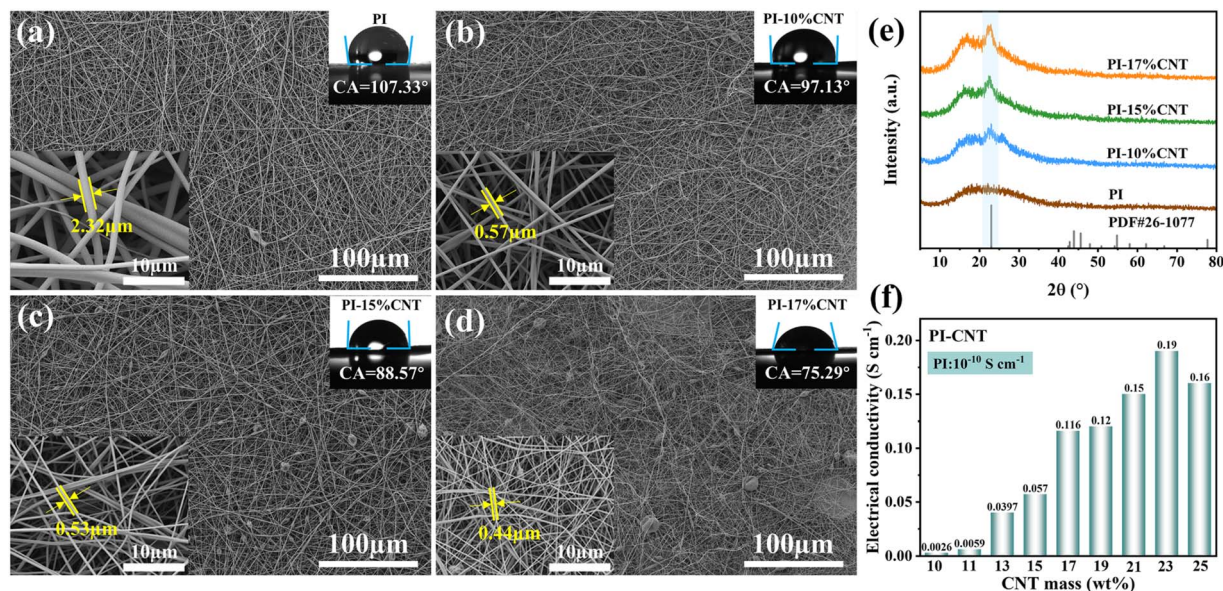 (a)
PI
CA=107.33°
2.32μm
10μm
100μm
(b)
PI-10%CNT
CA=97.13°
0.57μm
10μm
100μm
(c)
PI-15%CNT
CA=88.57°
0.53μm
10μm
100μm
(d)
PI-17%CNT
CA=75.29°
0.44μm
10μm
100μm
(e)
Intensity (a.u.)
PI-17%CNT
PI-15%CNT
PI-10%CNT
PI
PDF#26-1077
10 20 30 40 50 60 70 80
2θ (°)
(f)
Electrical conductivity (S cm⁻¹)
PI-CNT
PI:10⁻¹⁰ S cm⁻¹
0.20
0.15
0.10
0.05
0.00
0.0026
0.0059
0.0397
0.057
0.116
0.12
0.15
0.19
0.16
10 11 13 15 17 19 21 23 25
CNT mass (wt%)